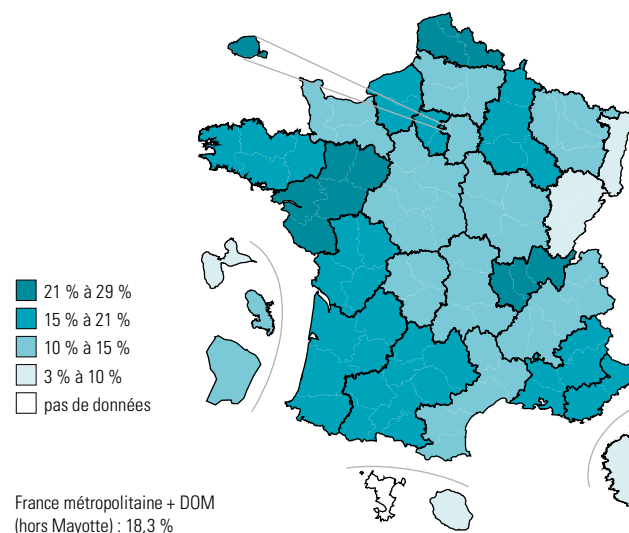 21 % à 29 %
15 % à 21 %
10 % à 15 %
3 % à 10 %
pas de données
France métropolitaine + DOM
(hors Mayotte) : 18,3 %